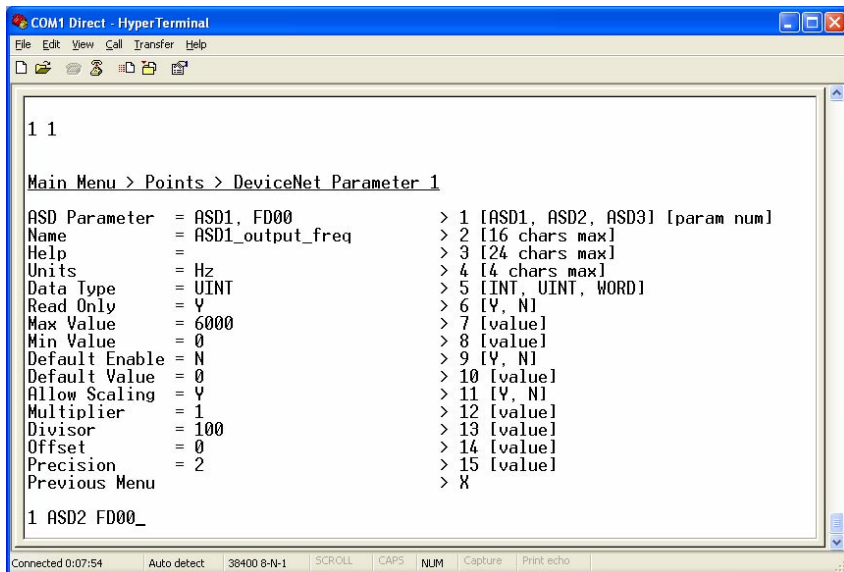 COM1 Direct - HyperTerminal
File Edit View Call Transfer Help
1 1
Main Menu > Points > DeviceNet Parameter 1
ASD Parameter = ASD1, FD00 > 1 [ASD1, ASD2, ASD3] [param num]
Name = ASD1_output_freq > 2 [16 chars max]
Help = > 3 [24 chars max]
Units = Hz > 4 [4 chars max]
Data Type = UINT > 5 [INT, UINT, WORD]
Read Only = Y > 6 [Y, N]
Max Value = 6000 > 7 [value]
Min Value = 0 > 8 [value]
Default Enable = N > 9 [Y, N]
Default Value = 0 > 10 [value]
Allow Scaling = Y > 11 [Y, N]
Multiplier = 1 > 12 [value]
Divisor = 100 > 13 [value]
Offset = 0 > 14 [value]
Precision = 2 > 15 [value]
Previous Menu > X
1 ASD2 FD00_
Connected 0:07:54 Auto detect 38400 8-N-1 SCROLL CAPS NUM Capture Print echo